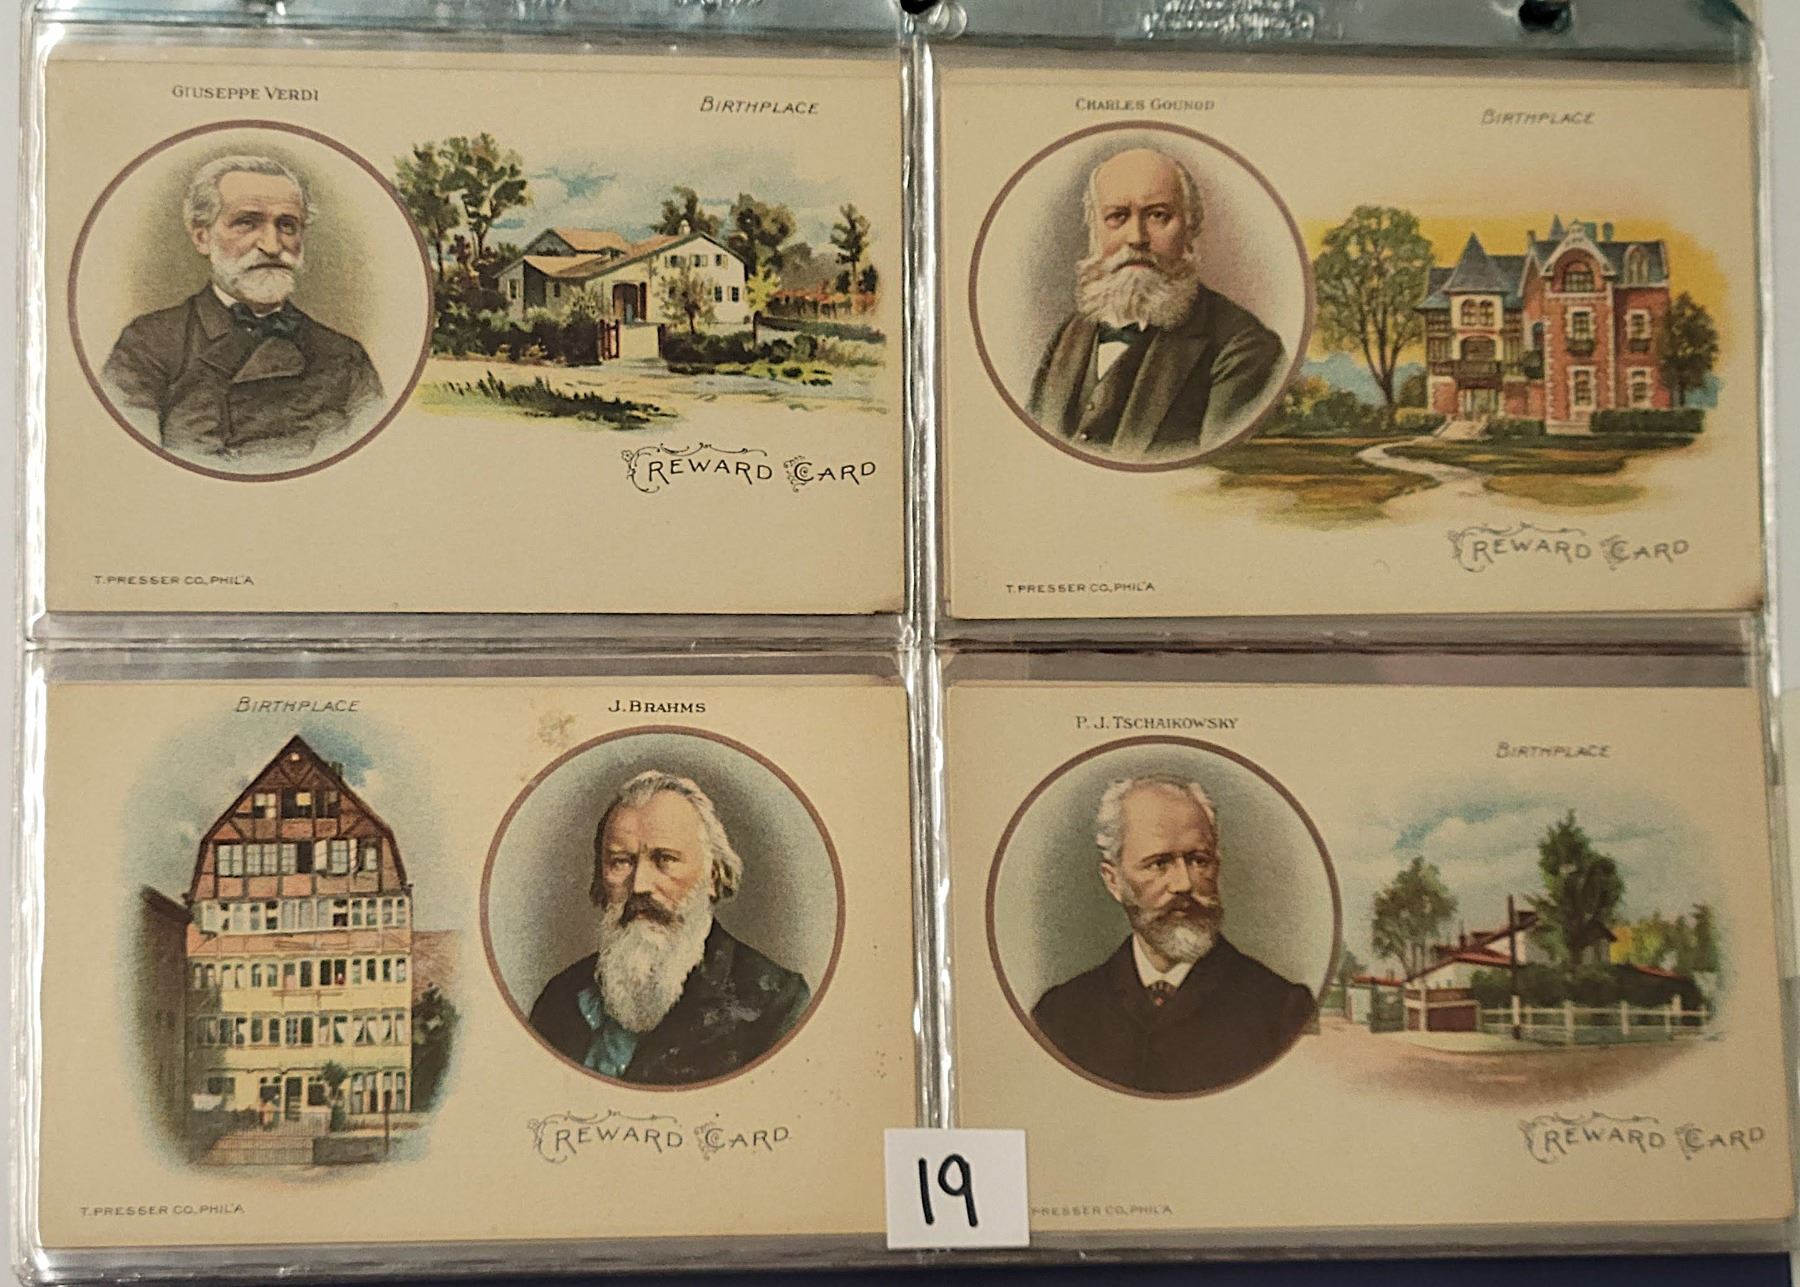 GIUSEPPE VERDI
BIRTHPLACE
REWARD CARD
T. PRESSER CO., PHIL'A
CHARLES GOUNOD
BIRTHPLACE
REWARD CARD
T. PRESSER CO., PHIL'A
BIRTHPLACE
J. BRAHMS
REWARD CARD
T. PRESSER CO., PHIL'A
P. J. TSCHAIKOWSKY
BIRTHPLACE
REWARD CARD
PRESSER CO., PHIL'A
19